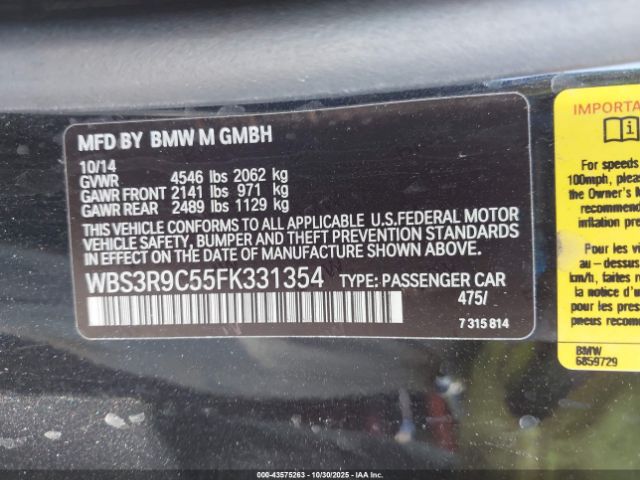 MFD BY BMW M GMBH
10/14
GVWR 4546 lbs 2062 kg
GAWR FRONT 2141 lbs 971 kg
GAWR REAR 2489 lbs 1129 kg
THIS VEHICLE CONFORMS TO ALL APPLICABLE U.S.FEDERAL MOTOR
VEHICLE SAFETY, BUMPER AND THEFT PREVENTION STANDARDS
IN EFFECT ON THE DATE OF MANUFACTURE SHOWN ABOVE.
WBS3R9C55FK331354 TYPE: PASSENGER CAR
475/
7 315 814
IMPORTA
i
For speeds
100mph, plea
the Owner's M
recommend
inflation pre
Pour les vi
au - dessus
km/h, faites r
la notice d'
pour les
pneus recom
BMW
6859729
000-43575263 - 10/30/2025 - Copyright © IAA, Inc.